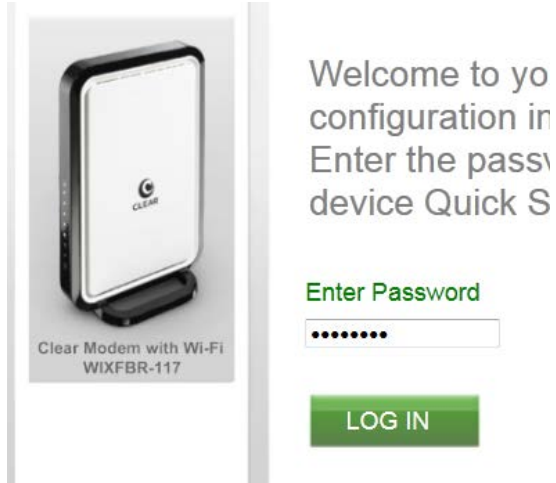 CLEAR
Clear Modem with Wi-Fi
WIXFBR-117
Welcome to yo
configuration in
Enter the passw
device Quick S
Enter Password
••••••••
LOG IN